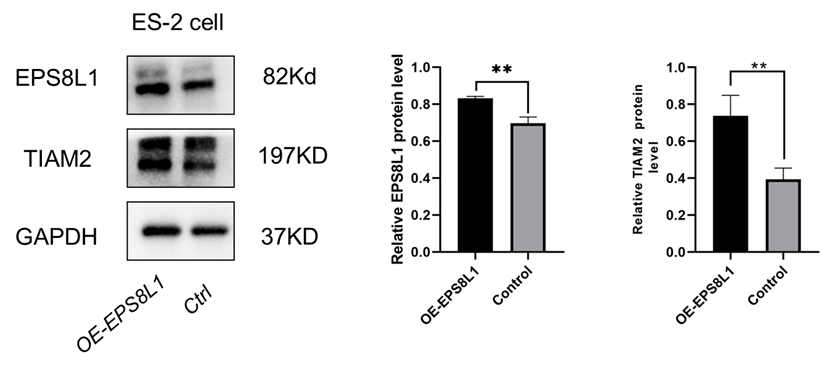 ES-2 cell
EPS8L1
82Kd
TIAM2
197KD
GAPDH
37KD
OE-EPS8L1
Ctrl
Relative EPS8L1 protein level
1.0
0.8
0.6
0.4
0.2
0.0
**
OE-EPS8L1
Control
Relative TIAM2 protein
level
1.0
0.8
0.6
0.4
0.2
0.0
**
OE-EPS8L1
Control